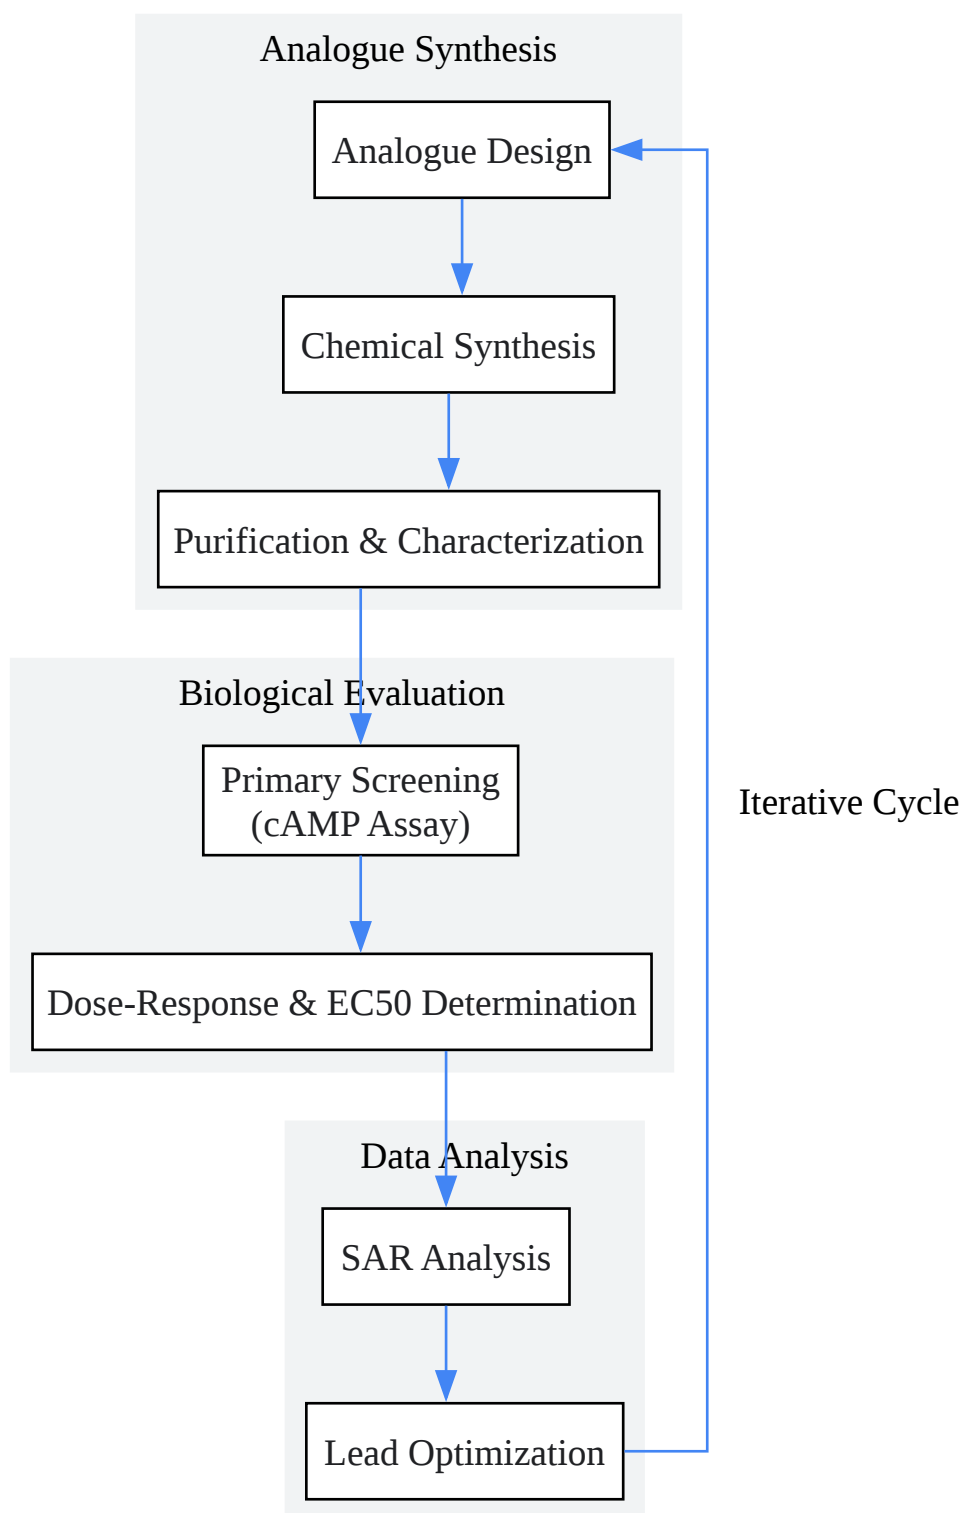 Analogue Synthesis
Analogue Design
Chemical Synthesis
Purification & Characterization
Biological Evaluation
Primary Screening
(cAMP Assay)
Iterative Cycle
Dose-Response & EC50 Determination
Data Analysis
SAR Analysis
Lead Optimization